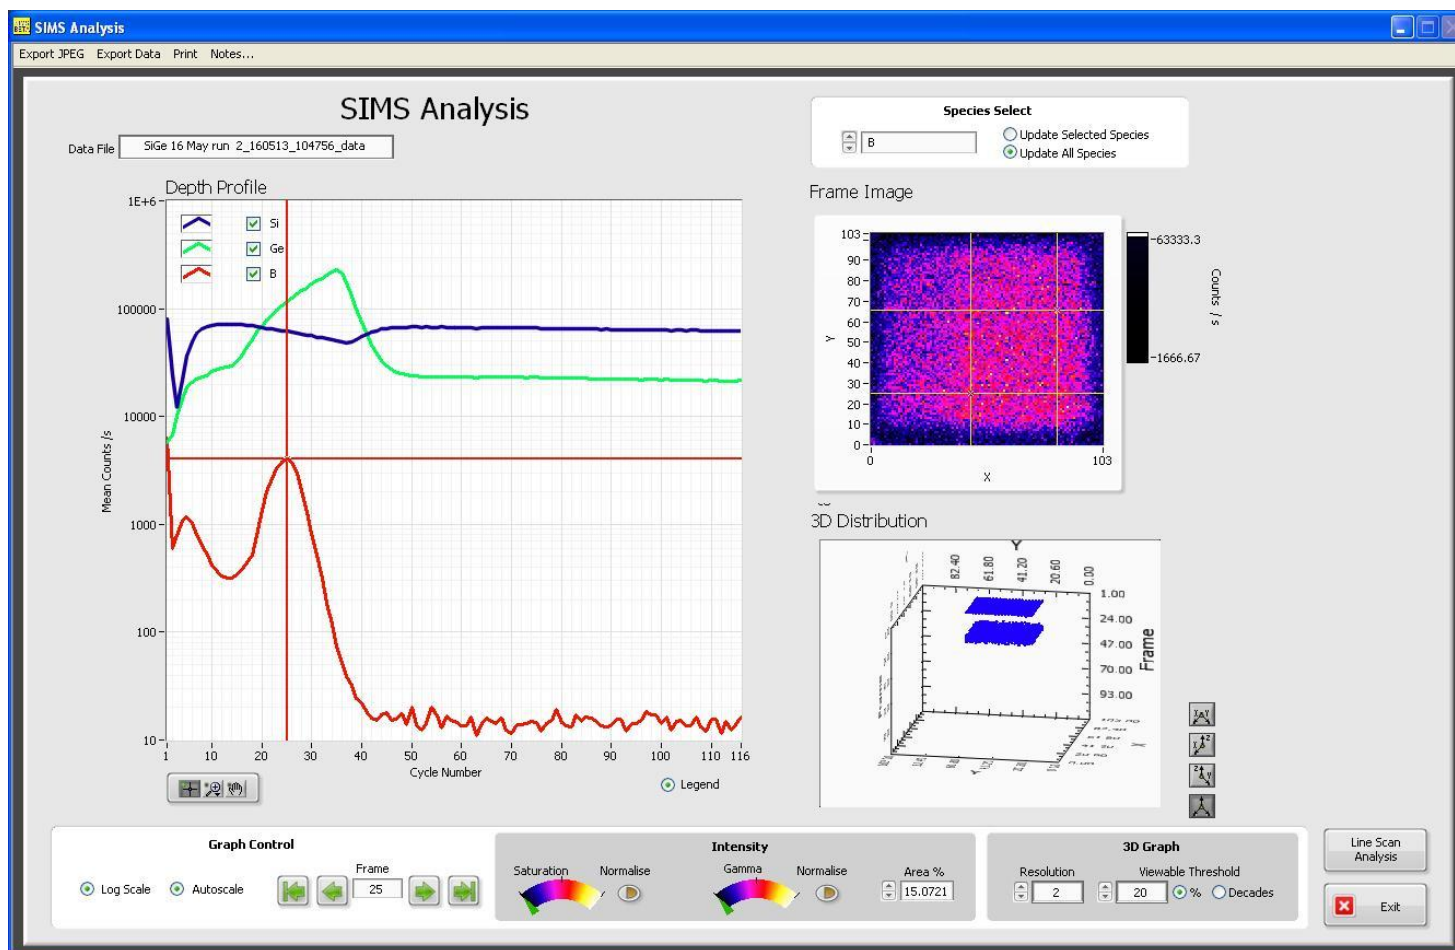 SIMS Analysis
Export JPEG Export Data Print Notes...
SIMS Analysis
Data File SiGe 16 May run 2_160513_104756_data
Species Select
B
Update Selected Species
Update All Species
Depth Profile
1E+6
100000
10000
1000
100
10
Mean Counts /s
Si
Ge
B
1 10 20 30 40 50 60 70 80 90 100 110 116
Cycle Number
Legend
Frame Image
103
90
80
70
60
50
40
30
20
10
0
Y
0 103
X
63333.3
1666.67
Counts / s
3D Distribution
Y
82.40 61.80 41.20 20.60 0.00
1.00
24.00
47.00
70.00
93.00
Frame
X
Graph Control
Log Scale Autoscale
Frame
25
Intensity
Saturation Normalise
Gamma Normalise
Area %
15.0721
3D Graph
Resolution Viewable Threshold
2 20 % Decades
Line Scan
Analysis
Exit